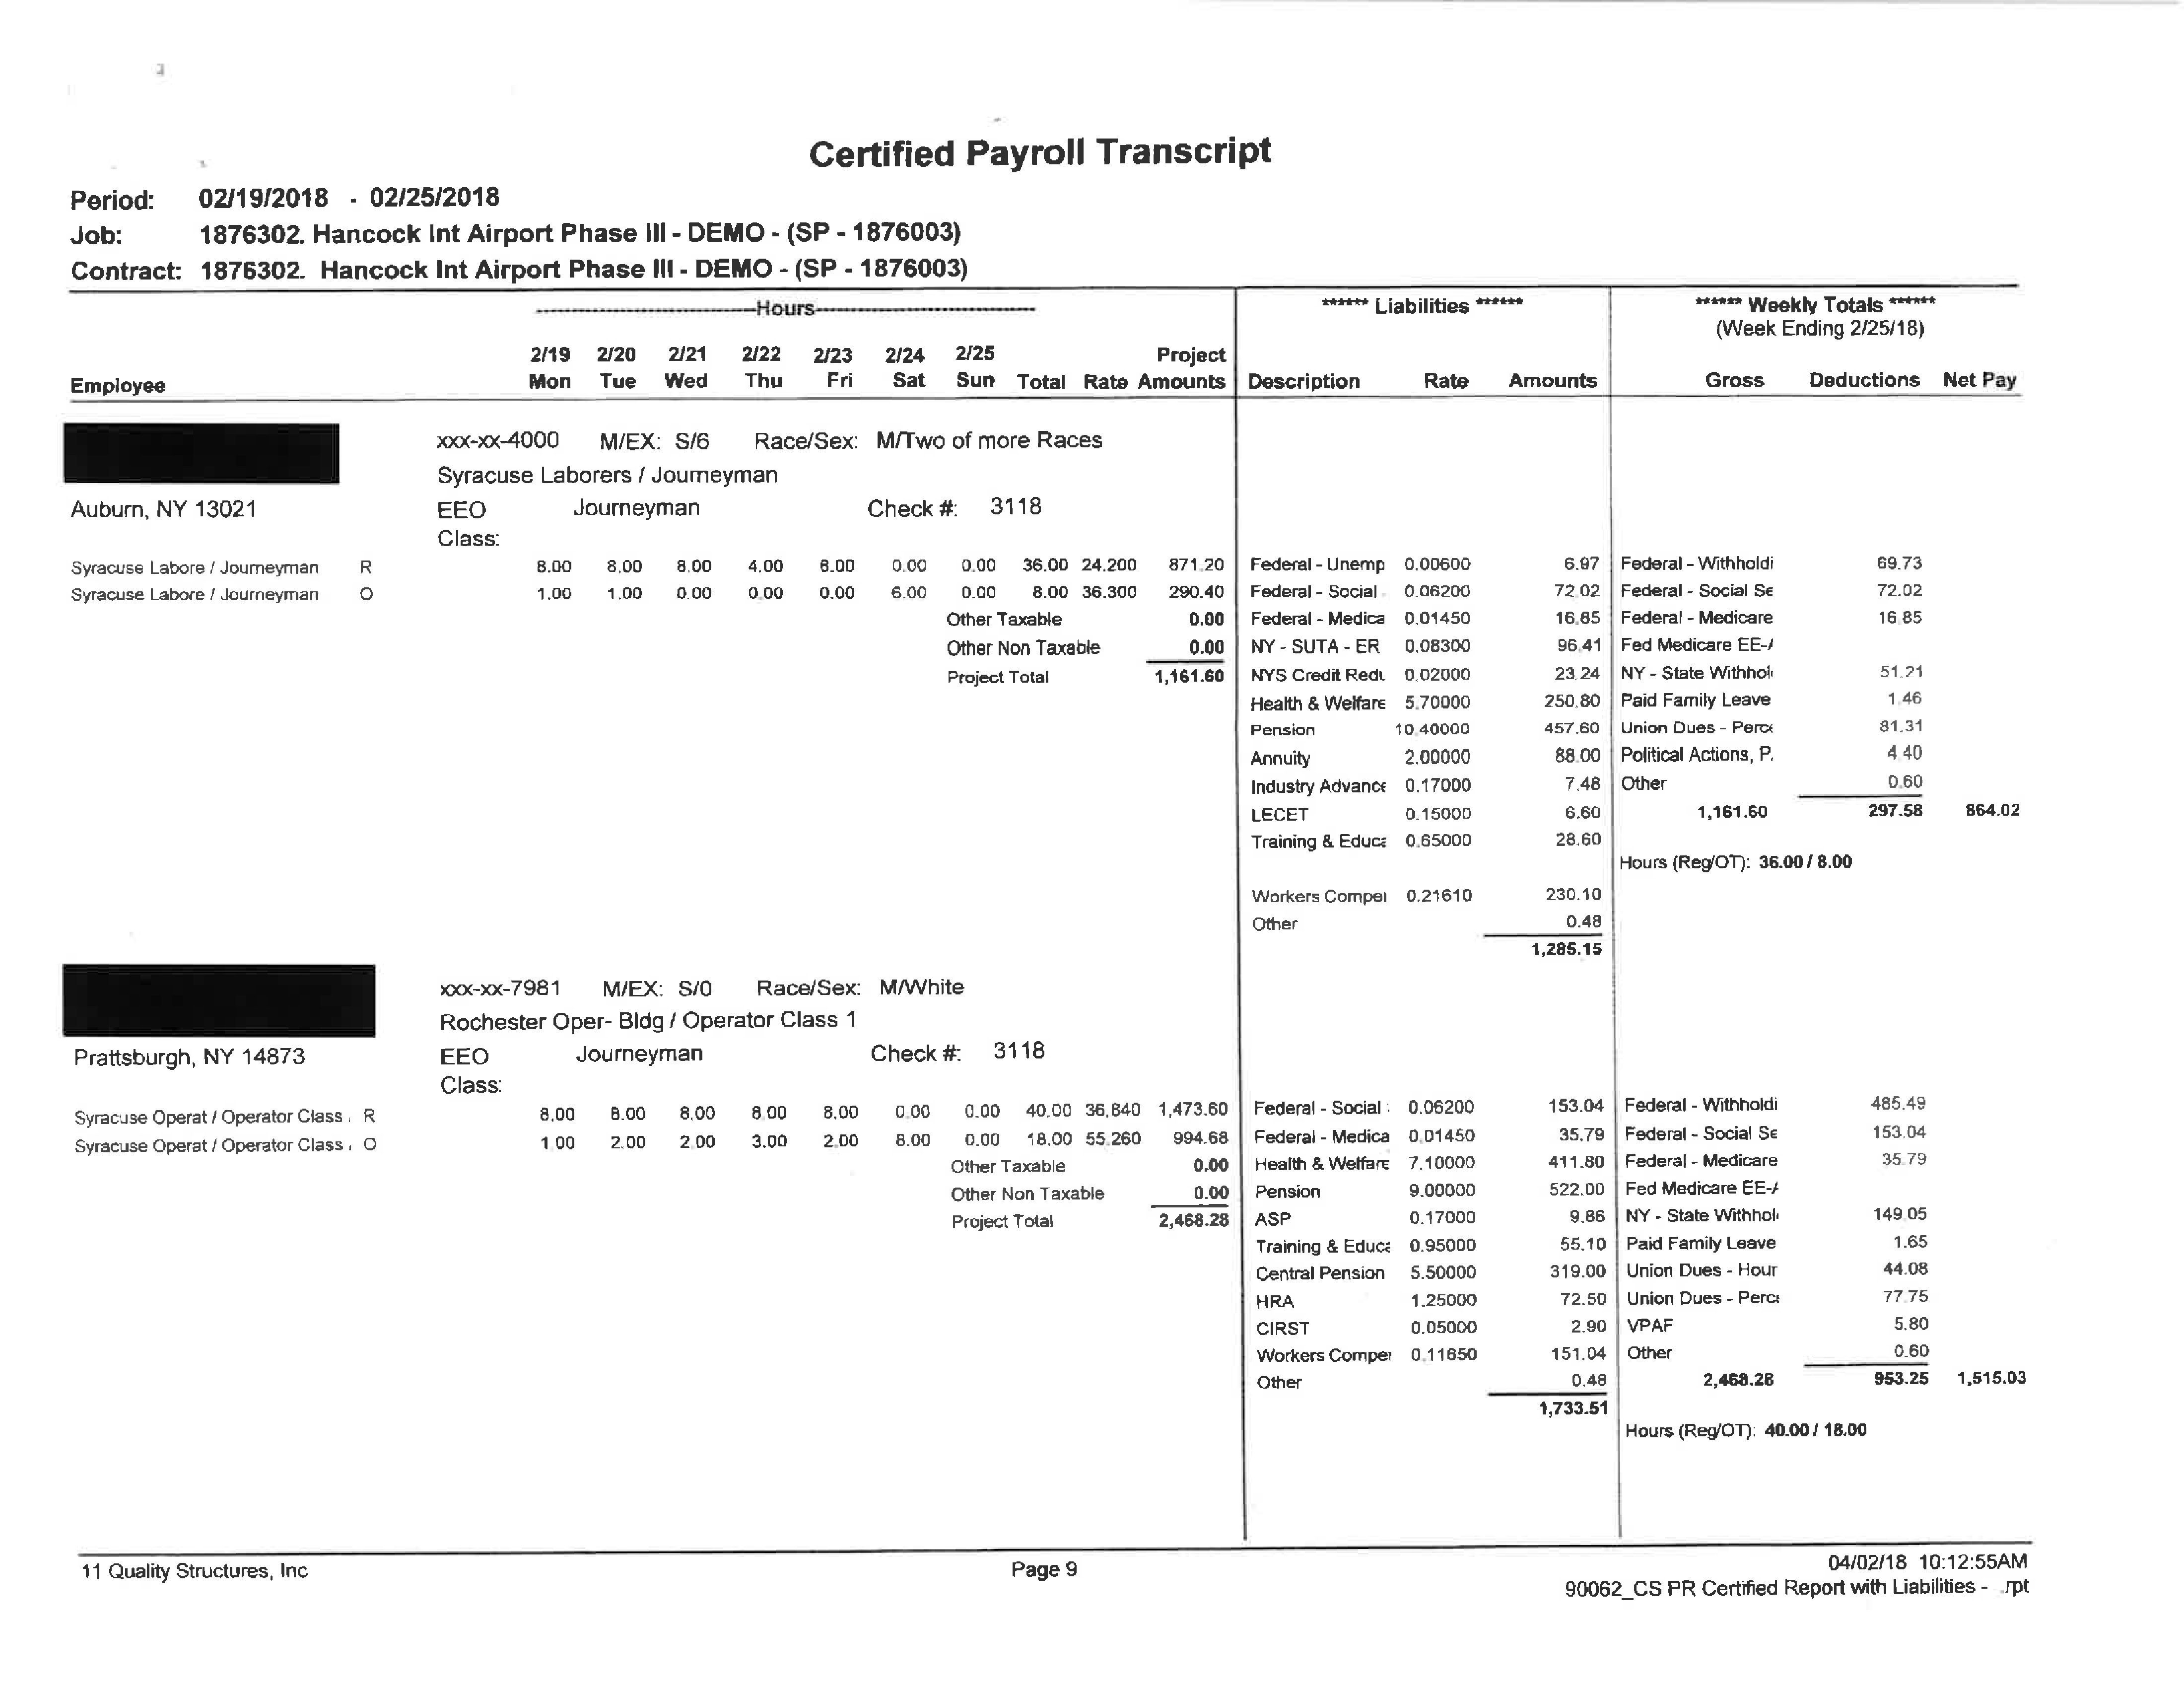 Certified Payroll Transcript
Period: 02/19/2018 - 02/25/2018
Job: 1876302. Hancock Int Airport Phase III - DEMO - (SP - 1876003)
Contract: 1876302. Hancock Int Airport Phase III - DEMO - (SP - 1876003)
Hours ****** Liabilities ****** ****** Weekly Totals ******
(Week Ending 2/25/18)
2/19 2/20 2/21 2/22 2/23 2/24 2/25 Project
Employee Mon Tue Wed Thu Fri Sat Sun Total Rate Amounts Description Rate Amounts Gross Deductions Net Pay
xxx-xx-4000 M/EX: S/6 Race/Sex: M/Two of more Races
Syracuse Laborers / Journeyman
Auburn, NY 13021 EEO Journeyman Check #: 3118
Class:
Syracuse Labore / Journeyman R 8.00 8.00 8.00 4.00 8.00 0.00 0.00 36.00 24.200 871.20 Federal - Unemp 0.00600 6.97 Federal - Withholdi 69.73
Syracuse Labore / Journeyman O 1.00 1.00 0.00 0.00 0.00 6.00 0.00 8.00 36.300 290.40 Federal - Social 0.06200 72.02 Federal - Social Se 72.02
Other Taxable 0.00 Federal - Medica 0.01450 16.85 Federal - Medicare 16.85
Other Non Taxable 0.00 NY - SUTA - ER 0.08300 96.41 Fed Medicare EE-A
Project Total 1,161.60 NYS Credit Redu 0.02000 23.24 NY - State Withhol 51.21
Health & Welfare 5.70000 250.80 Paid Family Leave 1.46
Pension 10.40000 457.60 Union Dues - Perce 81.31
Annuity 2.00000 88.00 Political Actions, P. 4.40
Industry Advance 0.17000 7.48 Other 0.60
LECET 0.15000 6.60 1,161.60 297.58 864.02
Training & Educa 0.65000 28.60
Hours (Reg/OT): 36.00 / 8.00
Workers Compe 0.21610 230.10
Other 0.48
1,285.15
xxx-xx-7981 M/EX: S/0 Race/Sex: M/White
Rochester Oper- Bldg / Operator Class 1
Prattsburgh, NY 14873 EEO Journeyman Check #: 3118
Class:
Syracuse Operat / Operator Class R 8.00 8.00 8.00 8.00 8.00 0.00 0.00 40.00 36.840 1,473.60 Federal - Social 0.06200 153.04 Federal - Withholdi 485.49
Syracuse Operat / Operator Class O 1.00 2.00 2.00 3.00 2.00 8.00 0.00 18.00 55.260 994.68 Federal - Medica 0.01450 35.79 Federal - Social Se 153.04
Other Taxable 0.00 Health & Welfare 7.10000 411.80 Federal - Medicare 35.79
Other Non Taxable 0.00 Pension 9.00000 522.00 Fed Medicare EE-A
Project Total 2,468.28 ASP 0.17000 9.86 NY - State Withhol 149.05
Training & Educa 0.95000 55.10 Paid Family Leave 1.65
Central Pension 5.50000 319.00 Union Dues - Hour 44.08
HRA 1.25000 72.50 Union Dues - Perce 77.75
CIRST 0.05000 2.90 VPAF 5.80
Workers Compe 0.11650 151.04 Other 0.60
Other 0.48 2,468.28 953.25 1,515.03
1,733.51
Hours (Reg/OT): 40.00 / 18.00
11 Quality Structures, Inc Page 9 04/02/18 10:12:55AM
90062_CS PR Certified Report with Liabilities - .rpt